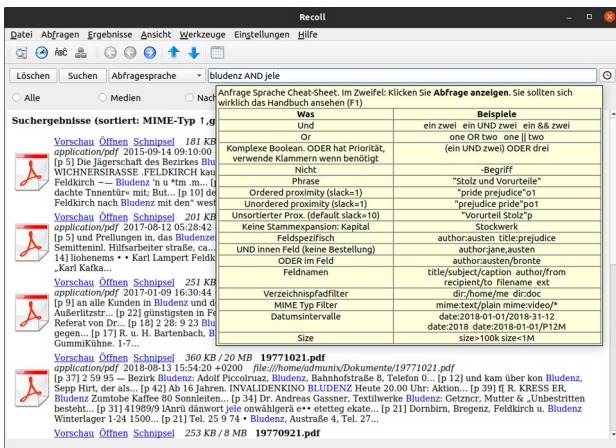 Recoll
Datei Abfragen Ergebnisse Ansicht Werkzeuge Einstellungen Hilfe
Löschen Suchen Abfragesprache bludenz AND jele
Alle Medien Nach
Suchergebnisse (sortiert: MIME-Typ ↑,g
Vorschau Öffnen Schnipsel 181 KB
application/pdf 2015-09-14 09:10:00
[p 5] Die Jägerschaft des Bezirkes Blu
WICHNERSIRASSE .FELDKIRCH kau
Feldkirch ~— Bludenz 'n u *tm .m... [p
dachte Tnnentür« mit; But... [p 10] de
Feldkirch nach Bludenz mit den" west
Vorschau Öffnen Schnipsel 201 KB
application/pdf 2017-08-12 05:28:42
[p 5] und Prellungen in, das Bludenze
Semitteninl. Hilfsarbeiter straße, ca...
14] liohenems • • Karl Lampert Feldk
„Karl Kafka...
Vorschau Öffnen Schnipsel 251 KB
application/pdf 2017-01-09 16:30:44
[p 9] an alle Kunden in Bludenz und d
Außerlitzstr... [p 22] günstigsten in Fe
Referat von Dr... [p 18] 2 28: 9 23 Blu
gegen... [p 17] R. u. H. Bartenbach, B
GummiKühne. 1-7...
Vorschau Öffnen Schnipsel 360 KB / 20 MB 19771021.pdf
application/pdf 2018-08-13 15:54:20 +0200 file:///home/admunix/Dokumente/19771021.pdf
[p 37] 2 59 95 — Bezirk Bludenz: Adolf Piccolruaz, Bludenz, Bahnhofstraße 8, Telefon 0... [p 12] und kam über kon Bludenz,
Sepp Hirt, der als... [p 42] Ab 16 Jahren. INVALIDENKINO BLUDENZ Heute 20.00 Uhr: Aktion... [p 39] f[ R. KRESS ER,
Bludenz Zumtobe Kaffee 80 Sonnleiten... [p 34] Dr. Andreas Gassner, Textilwerke Bludenz: Getzncr, Mutter & „Unbestritten
besteht... [p 31] 41989/9 lAnrü dänwort jele onwählgerä e•• etetteg ekate... [p 21] Dornbirn, Bregenz, Feldkirch u. Bludenz
Winterlager 1-24 1500... [p 21] Tel. 25 9 74 • Bludenz, Austraße 4, Tel. 27...
Vorschau Öffnen Schnipsel 253 KB / 8 MB 19770921.pdf
Anfrage Sprache Cheat-Sheet. Im Zweifel: Klicken Sie Abfrage anzeigen. Sie sollten sich
wirklich das Handbuch ansehen (F1)
Was Beispiele
Und ein zwei ein UND zwei ein && zwei
Or one OR two one || two
Komplexe Boolean. ODER hat Priorität, verwende Klammern wenn benötigt (ein UND zwei) ODER drei
Nicht -Begriff
Phrase "Stolz und Vorurteile"
Ordered proximity (slack=1) "pride prejudice"o1
Unordered proximity (slack=1) "prejudice pride"po1
Unsortierter Prox. (default slack=10) "Vorurteil Stolz"p
Keine Stammexpansion: Kapital Stockwerk
Feldspezifisch author:austen title:prejudice
UND innen Feld (keine Bestellung) author:jane,austen
ODER im Feld author:austen/bronte
Feldnamen title/subject/caption author/from
recipient/to filename ext
Verzeichnispfadfilter dir:/home/me dir:doc
MIME Typ Filter mime:text/plain mime:video/*
Datumsintervalle date:2018-01-01/2018-31-12
date:2018 date:2018-01-01/P12M
Size size>100k size<1M